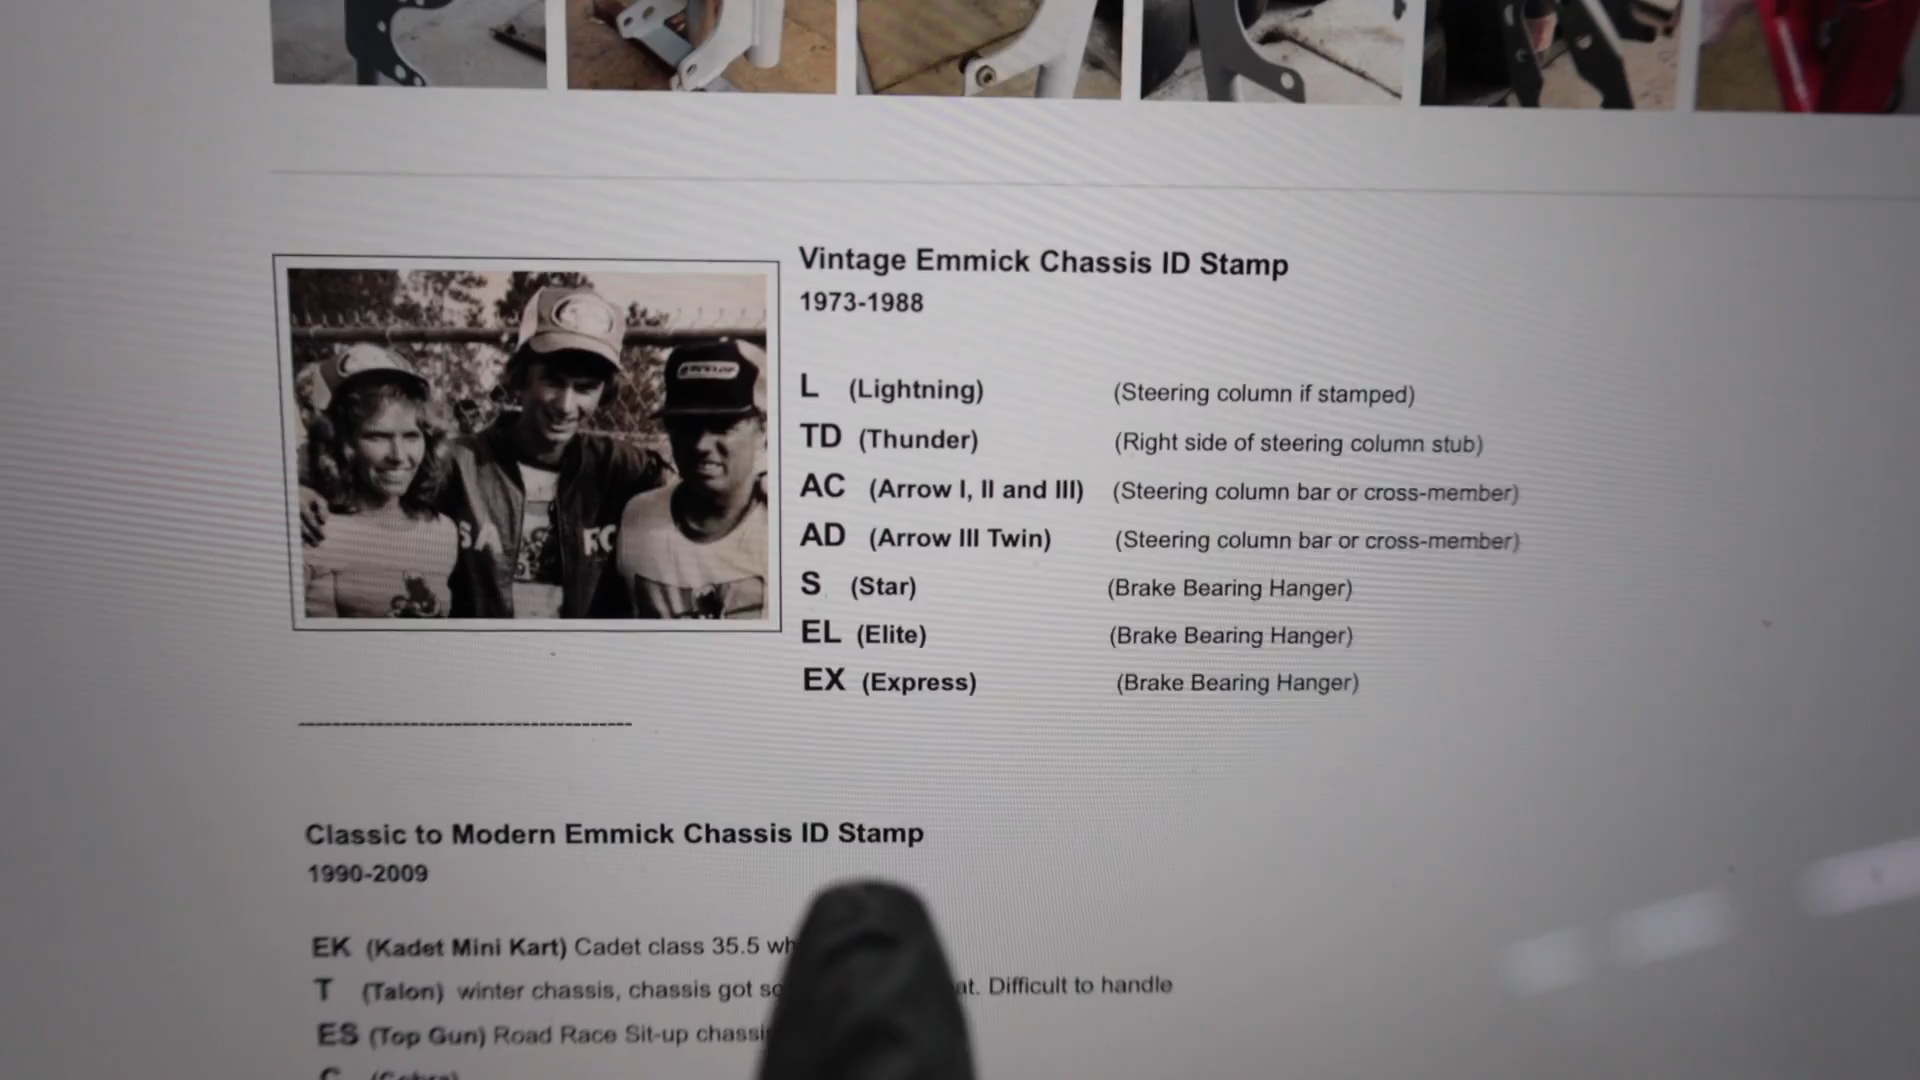 Vintage Emmick Chassis ID Stamp
1973-1988
L (Lightning) (Steering column if stamped)
TD (Thunder) (Right side of steering column stub)
AC (Arrow I, II and III) (Steering column bar or cross-member)
AD (Arrow III Twin) (Steering column bar or cross-member)
S (Star) (Brake Bearing Hanger)
EL (Elite) (Brake Bearing Hanger)
EX (Express) (Brake Bearing Hanger)
DUNLOP
Classic to Modern Emmick Chassis ID Stamp
1990-2009
EK (Kadet Mini Kart) Cadet class 35.5
T (Talon) winter chassis, chassis got Difficult to handle
ES (Top Gun) Road Race Sit-up